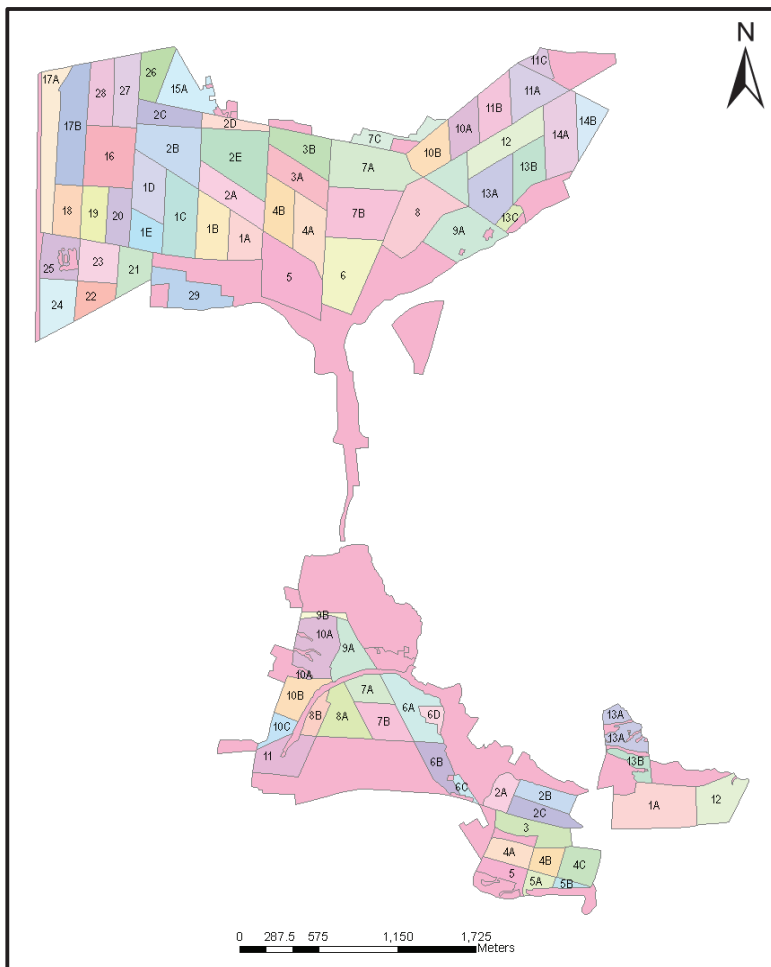 N
11C
17A
26
15A
11A
28
27
11B
17B
10A
14A
14B
2C
2D
7C
12
3B
10B
16
2B
2E
7A
13B
3A
1D
2A
13A
18
19
20
1C
4B
7B
8
13C
1E
1B
1A
4A
9A
25
23
21
5
6
24
22
29
9B
10A
9A
10A
7A
10B
6A
13A
8B
8A
7B
6D
10C
13A
11
6B
13B
6C
2A
2B
2C
1A
12
3
4A
4B
4C
5
5A
5B
0 287.5 575 1,150 1,725
Meters